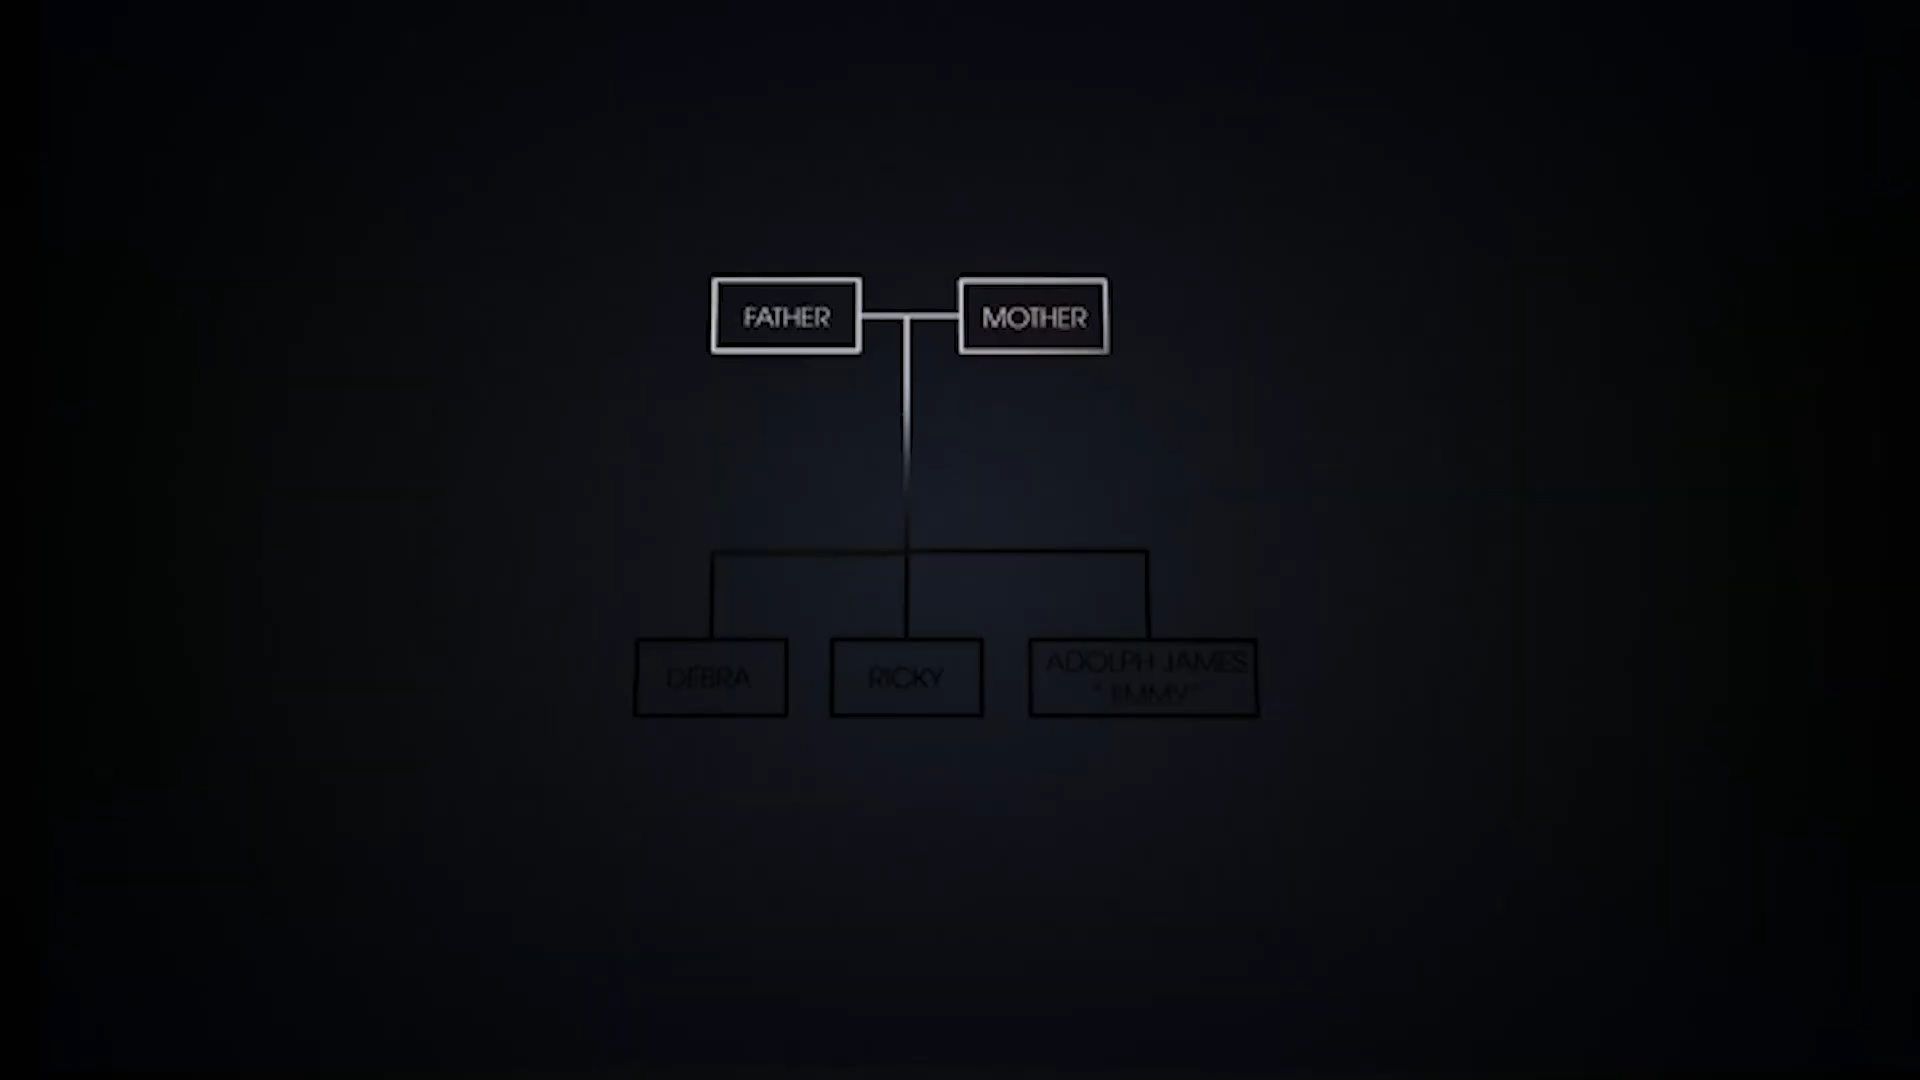 FATHER
MOTHER
DEBRA
RICKY
ADOLPH JAMES
"JIMMY"